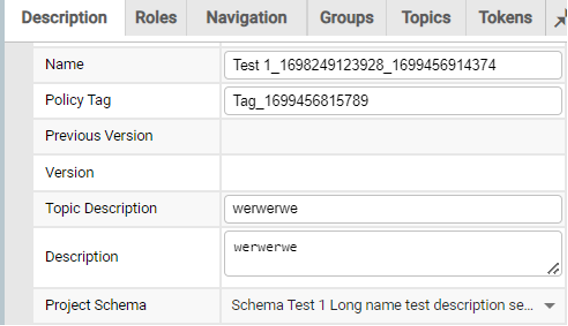 Description Roles Navigation Groups Topics Tokens
Name Test 1_1698249123928_1699456914374
Policy Tag Tag_1699456815789
Previous Version
Version
Topic Description werwerwe
Description werwerwe
Project Schema Schema Test 1 Long name test description se...